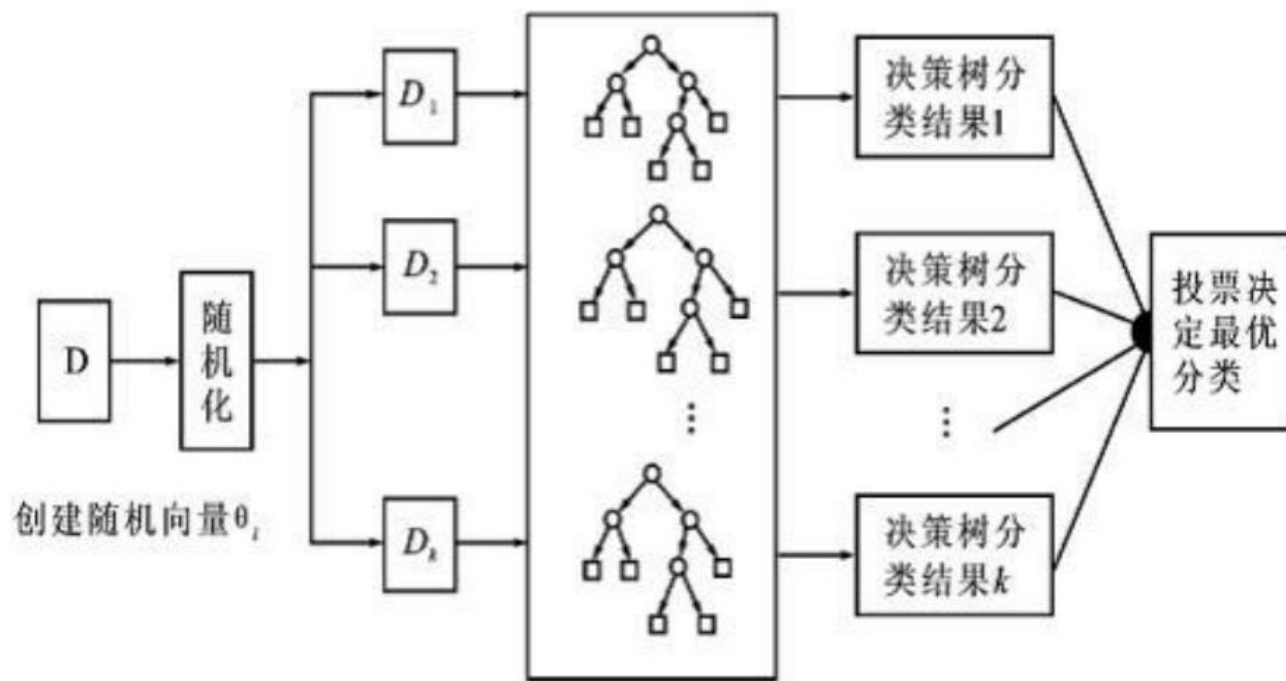 D
随
机
化
创建随机向量θᵢ
D₁
D₂
Dₖ
⋮
决策树分
类结果1
决策树分
类结果2
⋮
决策树分
类结果k
投票决
定最优
分类